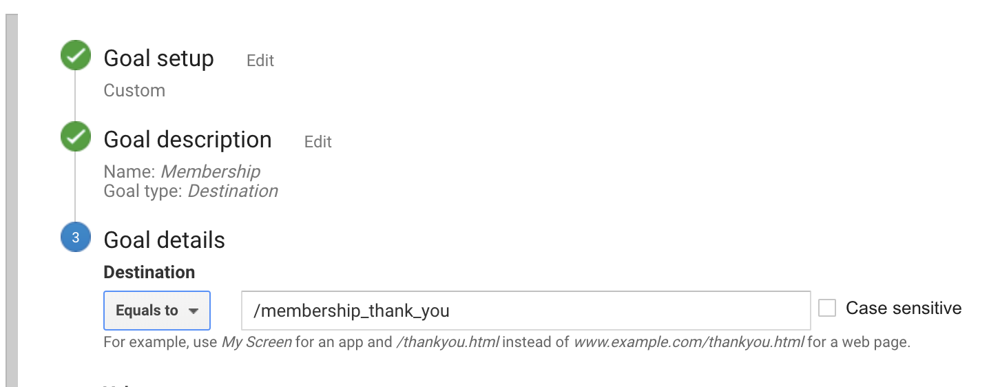 Goal setup Edit
Custom
Goal description Edit
Name: Membership
Goal type: Destination
3 Goal details
Destination
Equals to /membership_thank_you Case sensitive
For example, use My Screen for an app and /thankyou.html instead of www.example.com/thankyou.html for a web page.